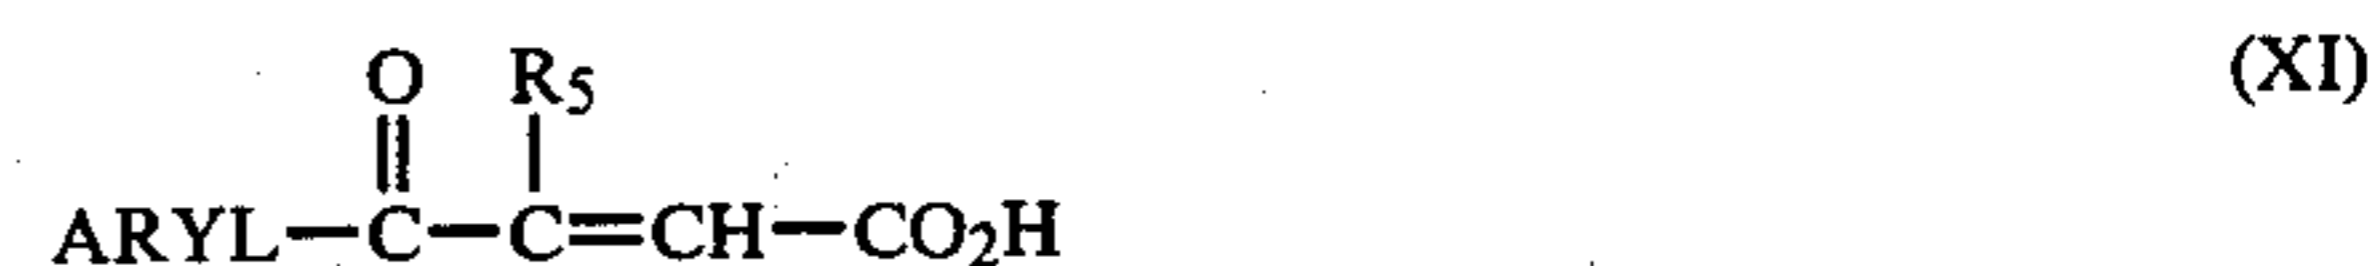 O R5 (XI)
ARYL—C—C=CH—CO2H